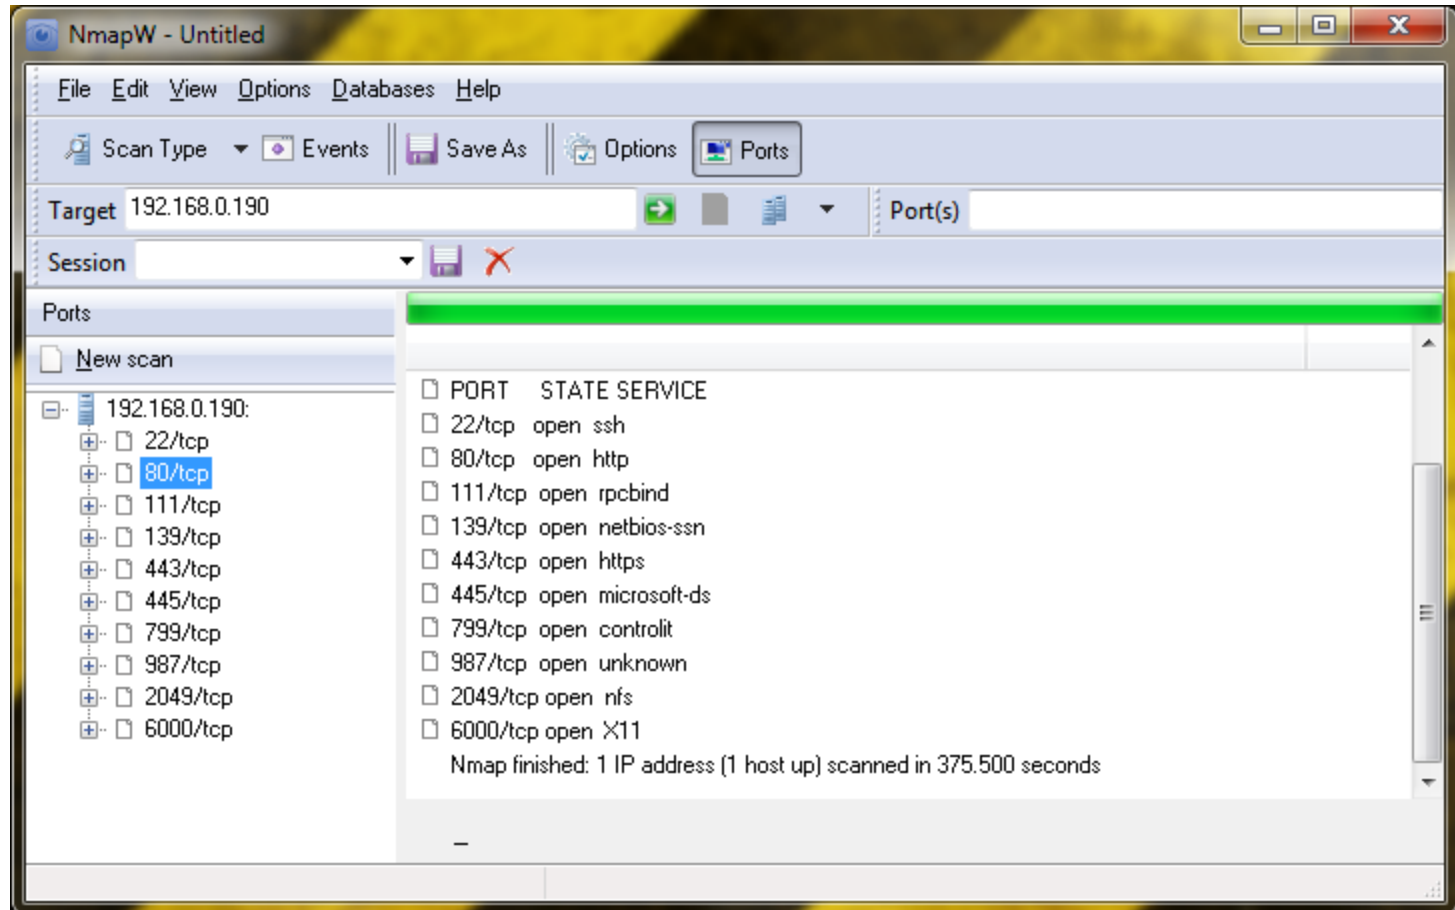 NmapW - Untitled
File Edit View Options Databases Help
Scan Type Events Save As Options Ports
Target 192.168.0.190 Port(s)
Session
Ports
New scan
192.168.0.190:
22/tcp
80/tcp
111/tcp
139/tcp
443/tcp
445/tcp
799/tcp
987/tcp
2049/tcp
6000/tcp
PORT STATE SERVICE
22/tcp open ssh
80/tcp open http
111/tcp open rpcbind
139/tcp open netbios-ssn
443/tcp open https
445/tcp open microsoft-ds
799/tcp open controlit
987/tcp open unknown
2049/tcp open nfs
6000/tcp open X11
Nmap finished: 1 IP address (1 host up) scanned in 375.500 seconds
_